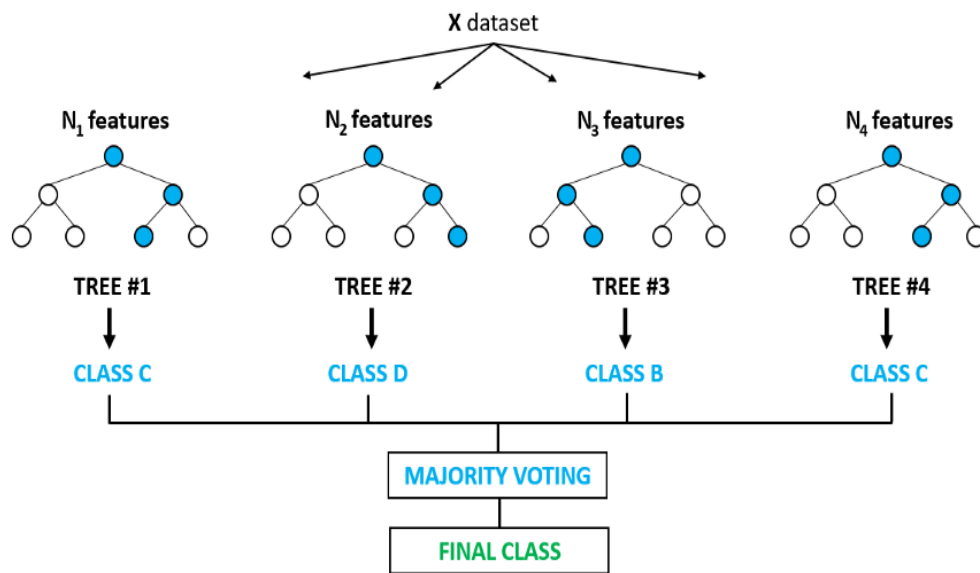 X dataset
N₁ features N₂ features N₃ features N₄ features
TREE #1 TREE #2 TREE #3 TREE #4
CLASS C CLASS D CLASS B CLASS C
MAJORITY VOTING
FINAL CLASS